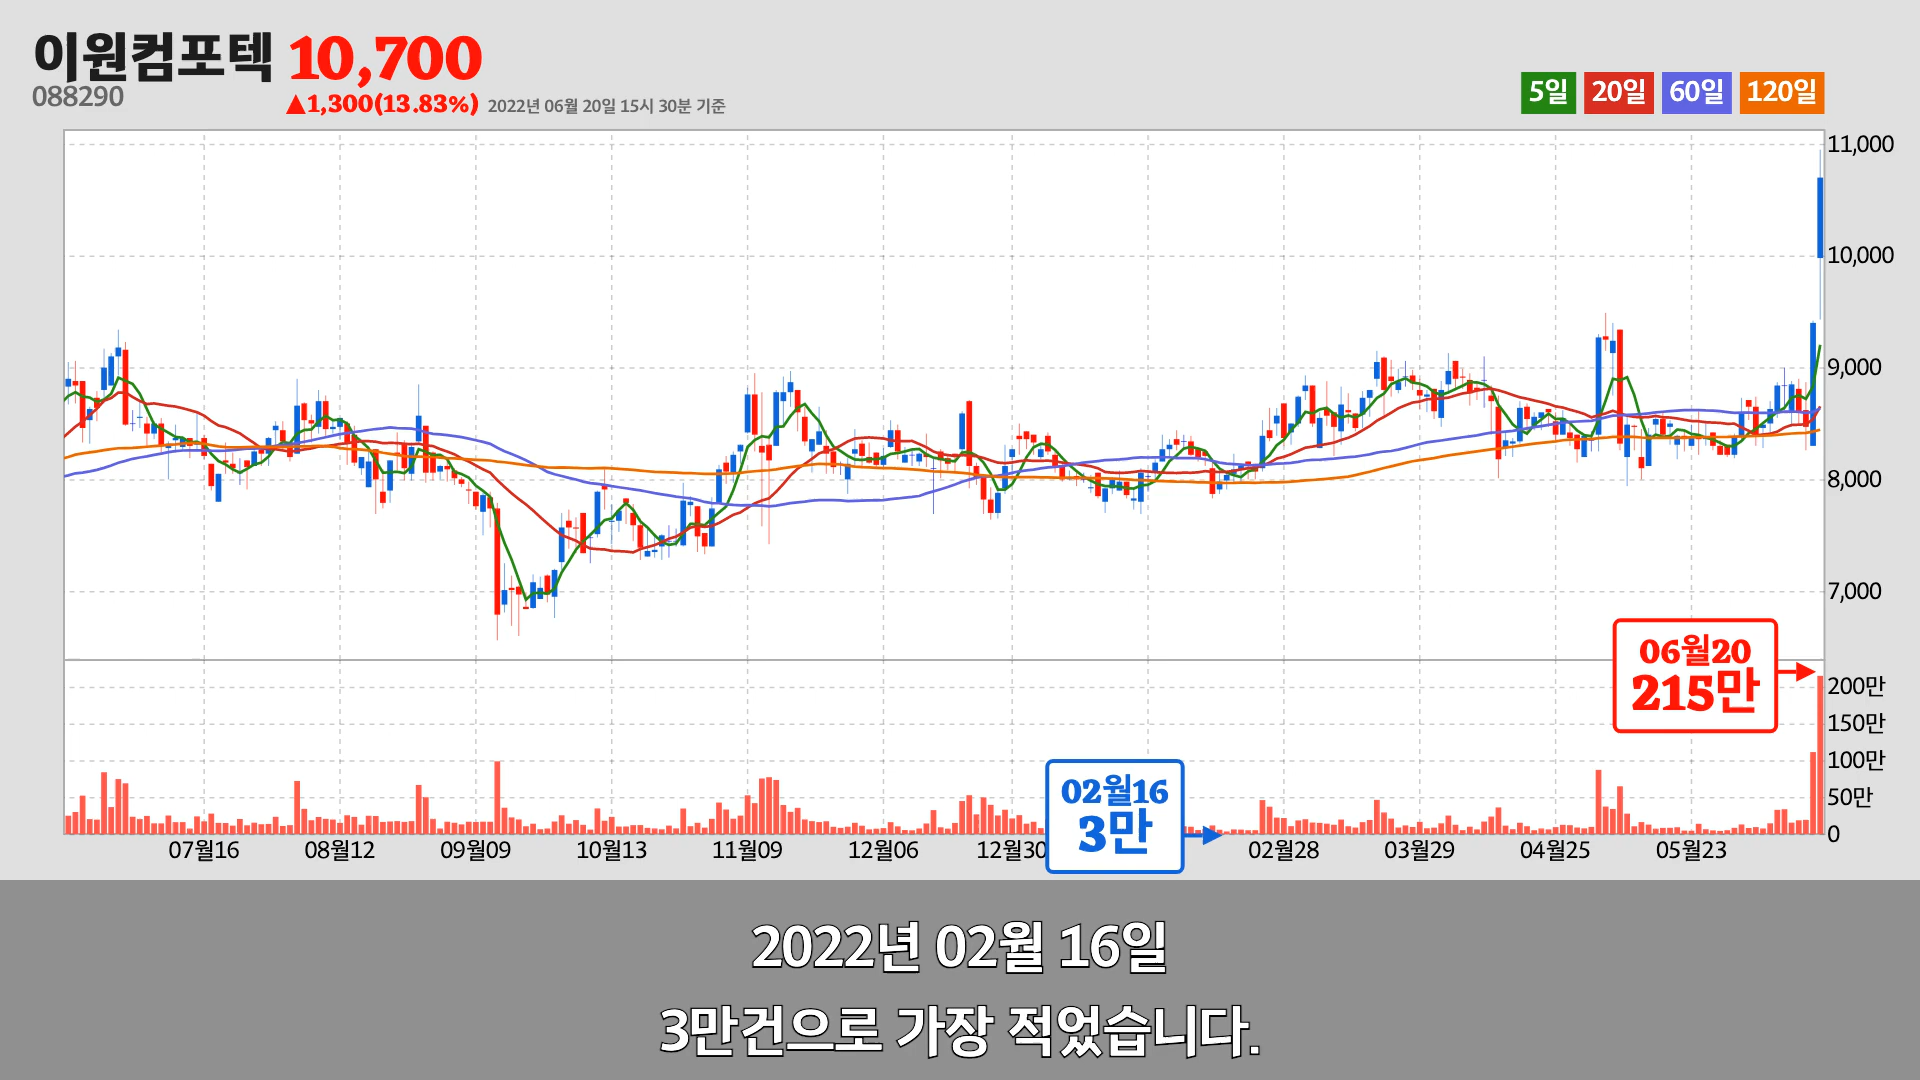 이원컴포텍 10,700
088290
▲1,300(13.83%) 2022년 06월 20일 15시 30분 기준
5일 20일 60일 120일
11,000
10,000
9,000
8,000
7,000
06월20
215만
200만
150만
100만
50만
0
02월16
3만
07월16 08월12 09월09 10월13 11월09 12월06 12월30 02월28 03월29 04월25 05월23
2022년 02월 16일
3만건으로 가장 적었습니다.